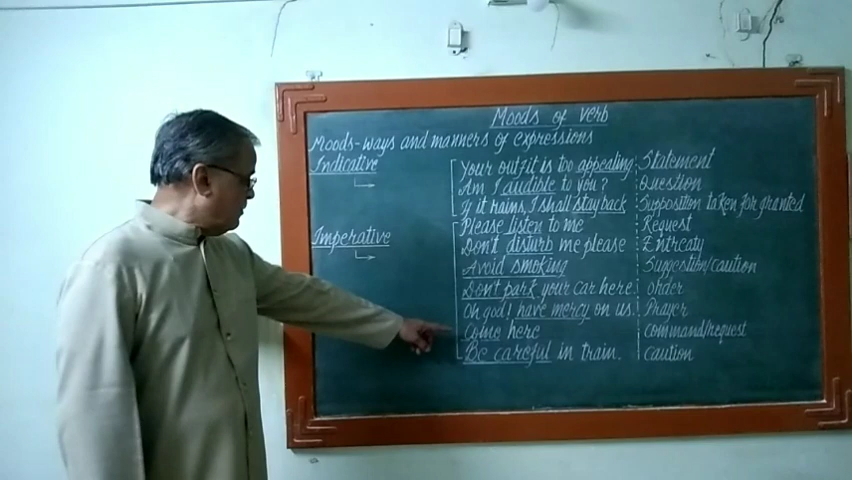 Moods of verb
Moods-ways and manners of expressions
Indicative Your outfit is too appealing Statement
Am I audible to you? Question
If it rains, I shall stay back Supposition taken for granted
Please listen to me Request
Imperative Don't disturb me please Entreaty
Avoid smoking Suggestion/caution
Don't park your car here order
Oh god! have mercy on us. Prayer
Come here command/request
Be careful in train. caution